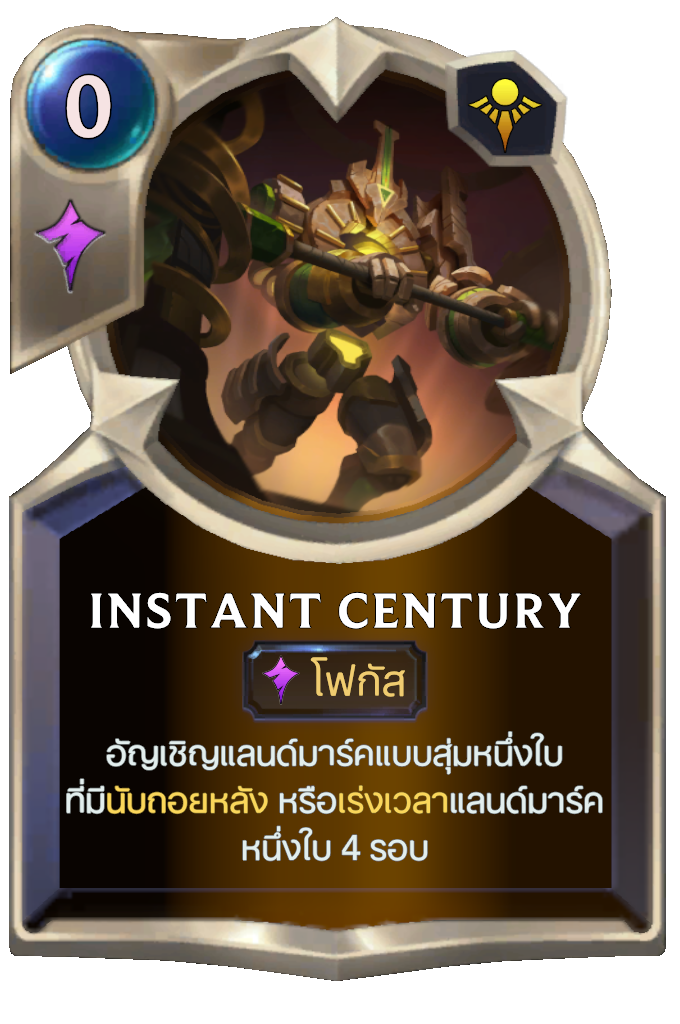 0
INSTANT CENTURY
โฟกัส
อัญเชิญแลนด์มาร์คแบบสุ่มหนึ่งใบ
ที่มีนับถอยหลัง หรือเร่งเวลาแลนด์มาร์ค
หนึ่งใบ 4 รอบ